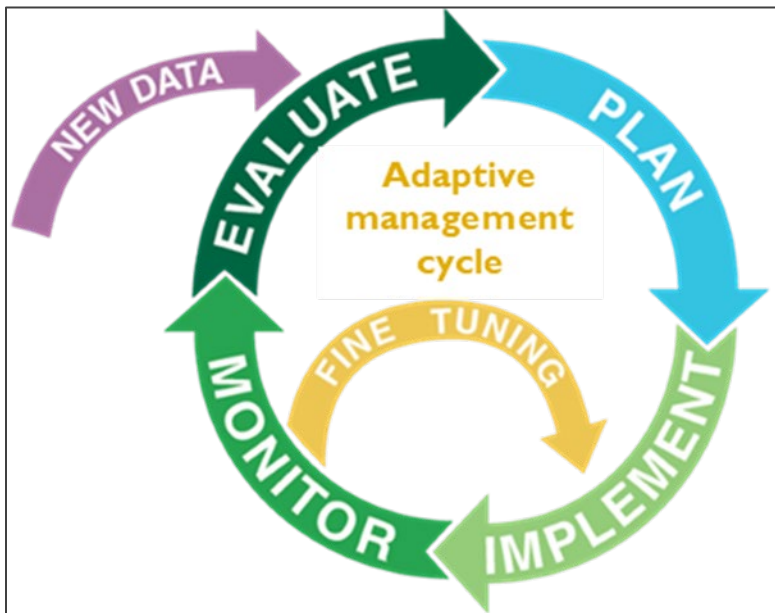 NEW DATA
EVALUATE
PLAN
Adaptive
management
cycle
FINE TUNING
MONITOR
IMPLEMENT